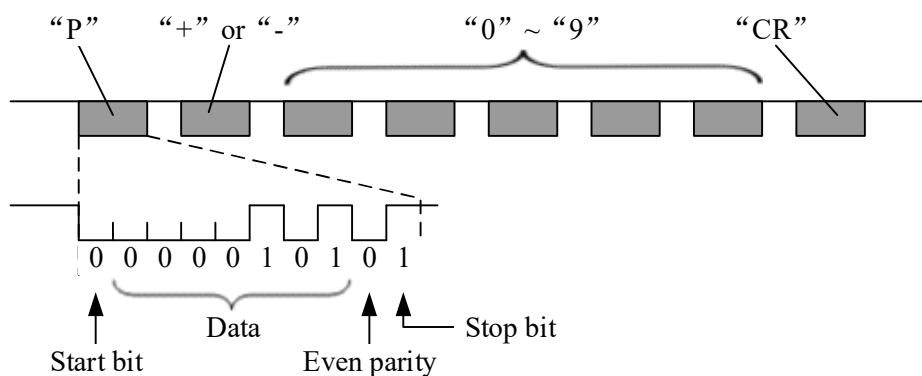 “P” “+” or “-” “0” ~ “9” “CR”
0 0 0 0 0 1 0 1 0 1
Data
Stop bit
Start bit
Even parity